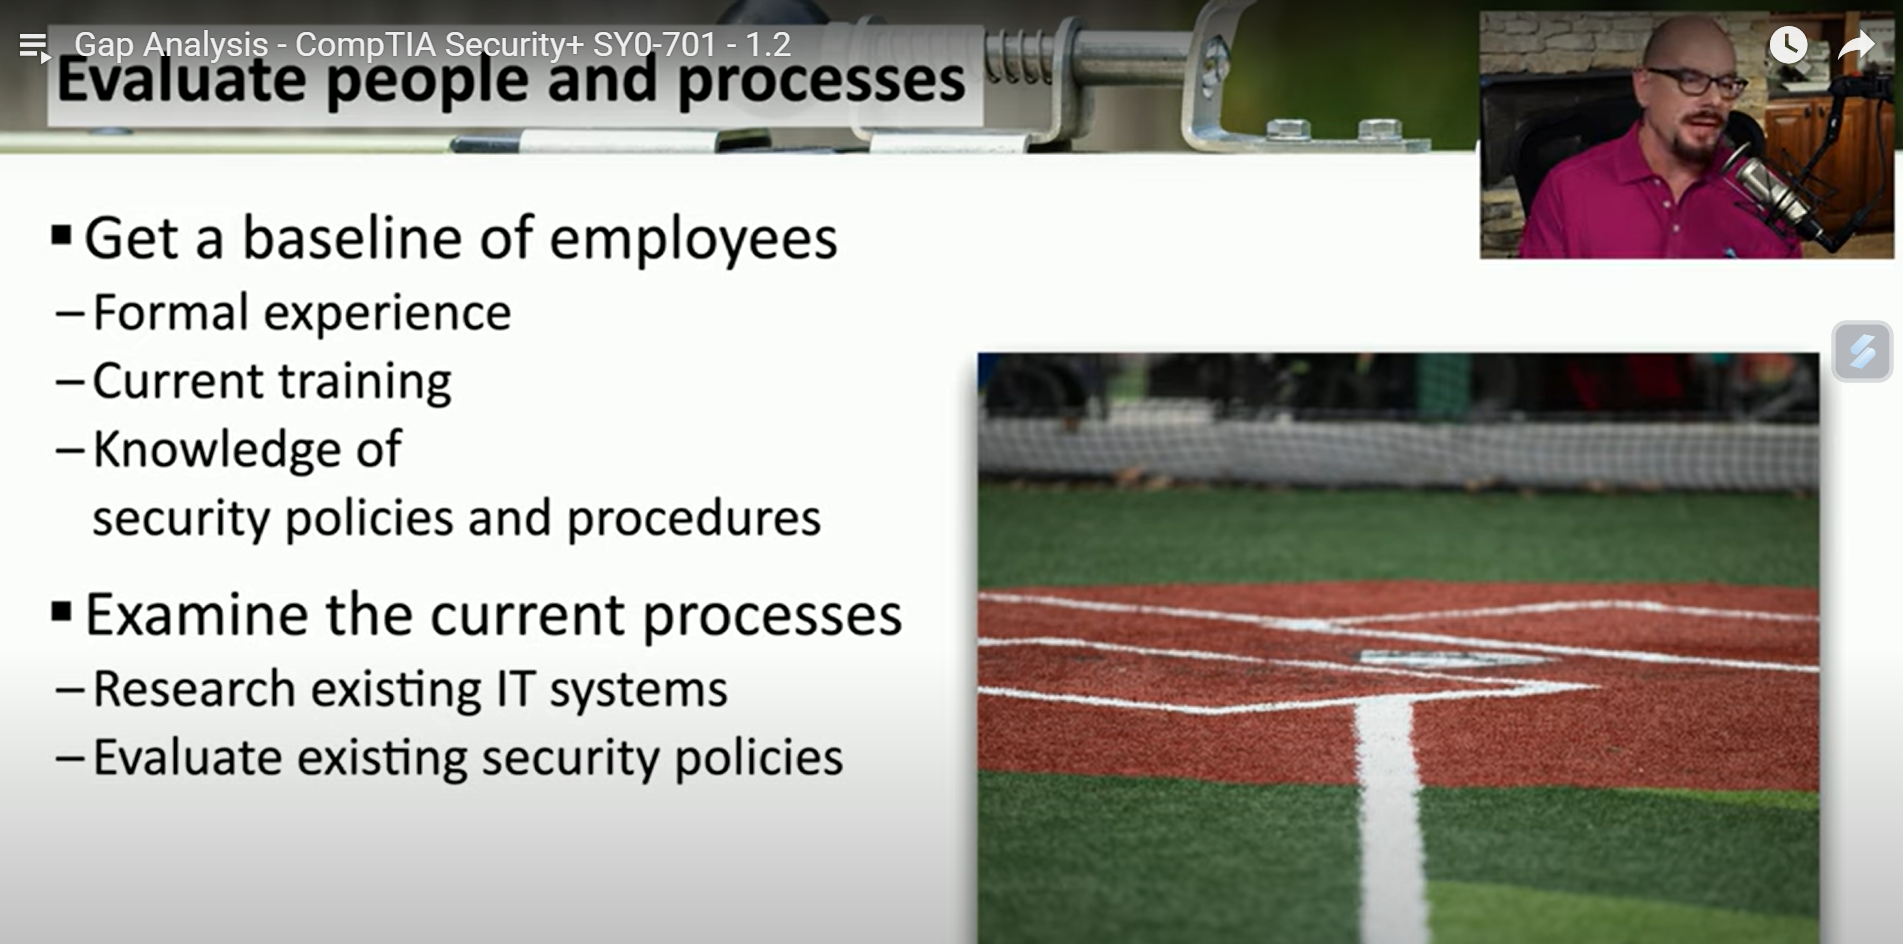 Gap Analysis - CompTIA Security+ SY0-701 - 1.2
Evaluate people and processes
▪ Get a baseline of employees
– Formal experience
– Current training
– Knowledge of
security policies and procedures
▪ Examine the current processes
– Research existing IT systems
– Evaluate existing security policies